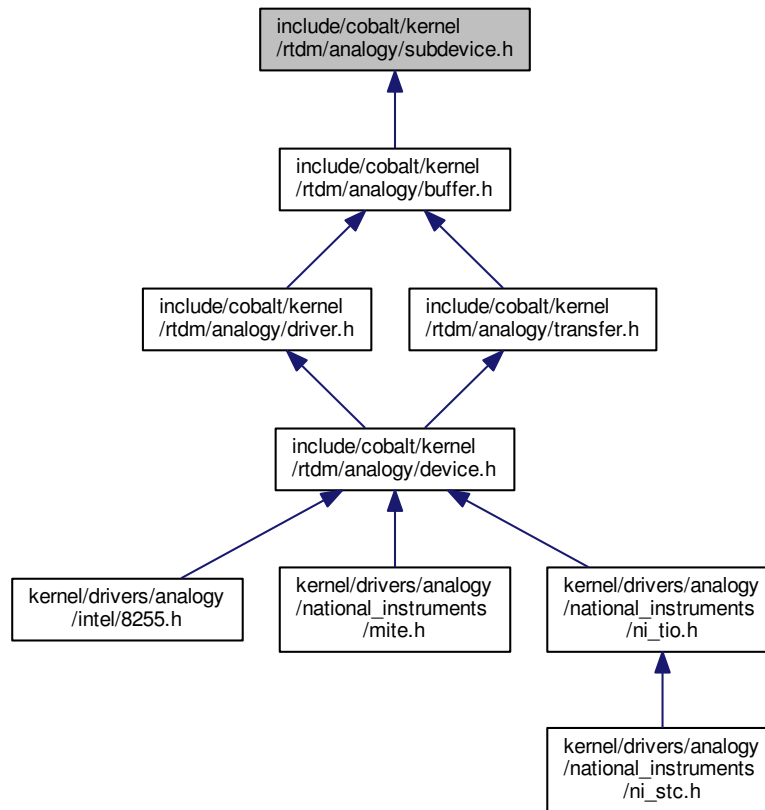 include/cobalt/kernel
/rtdm/analogy/subdevice.h
include/cobalt/kernel
/rtdm/analogy/buffer.h
include/cobalt/kernel
/rtdm/analogy/driver.h
include/cobalt/kernel
/rtdm/analogy/transfer.h
include/cobalt/kernel
/rtdm/analogy/device.h
kernel/drivers/analogy
/intel/8255.h
kernel/drivers/analogy
/national_instruments
/mite.h
kernel/drivers/analogy
/national_instruments
/ni_tio.h
kernel/drivers/analogy
/national_instruments
/ni_stc.h